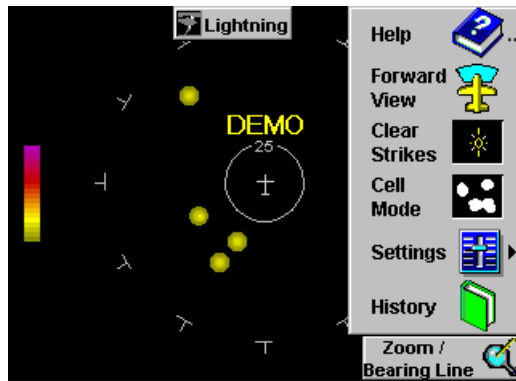 Lightning
DEMO
25
Help
Forward
View
Clear
Strikes
Cell
Mode
Settings
History
Zoom /
Bearing Line